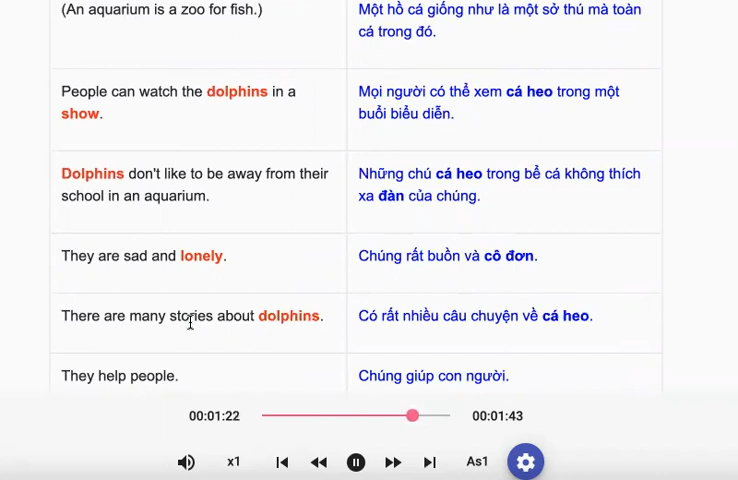 (An aquarium is a zoo for fish.)
Một hồ cá giống như là một sở thú mà toàn
cá trong đó.
People can watch the dolphins in a
show.
Mọi người có thể xem cá heo trong một
buổi biểu diễn.
Dolphins don't like to be away from their
school in an aquarium.
Những chú cá heo trong bể cá không thích
xa đàn của chúng.
They are sad and lonely.
Chúng rất buồn và cô đơn.
There are many stories about dolphins.
Có rất nhiều câu chuyện về cá heo.
They help people.
Chúng giúp con người.
00:01:22
00:01:43
x1
As1